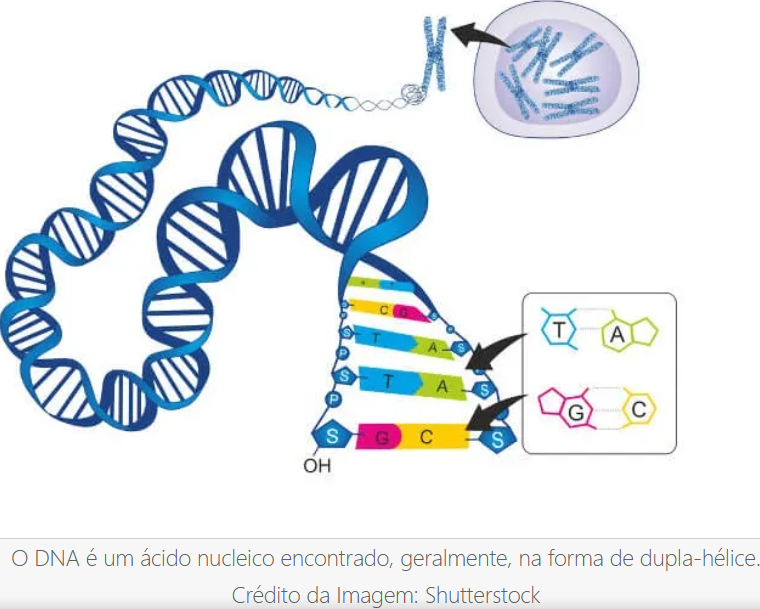 C G
S T A S
P
S T A S
P
S G C S
OH
T A
G C
O DNA é um ácido nucleico encontrado, geralmente, na forma de dupla-hélice.
Crédito da Imagem: Shutterstock